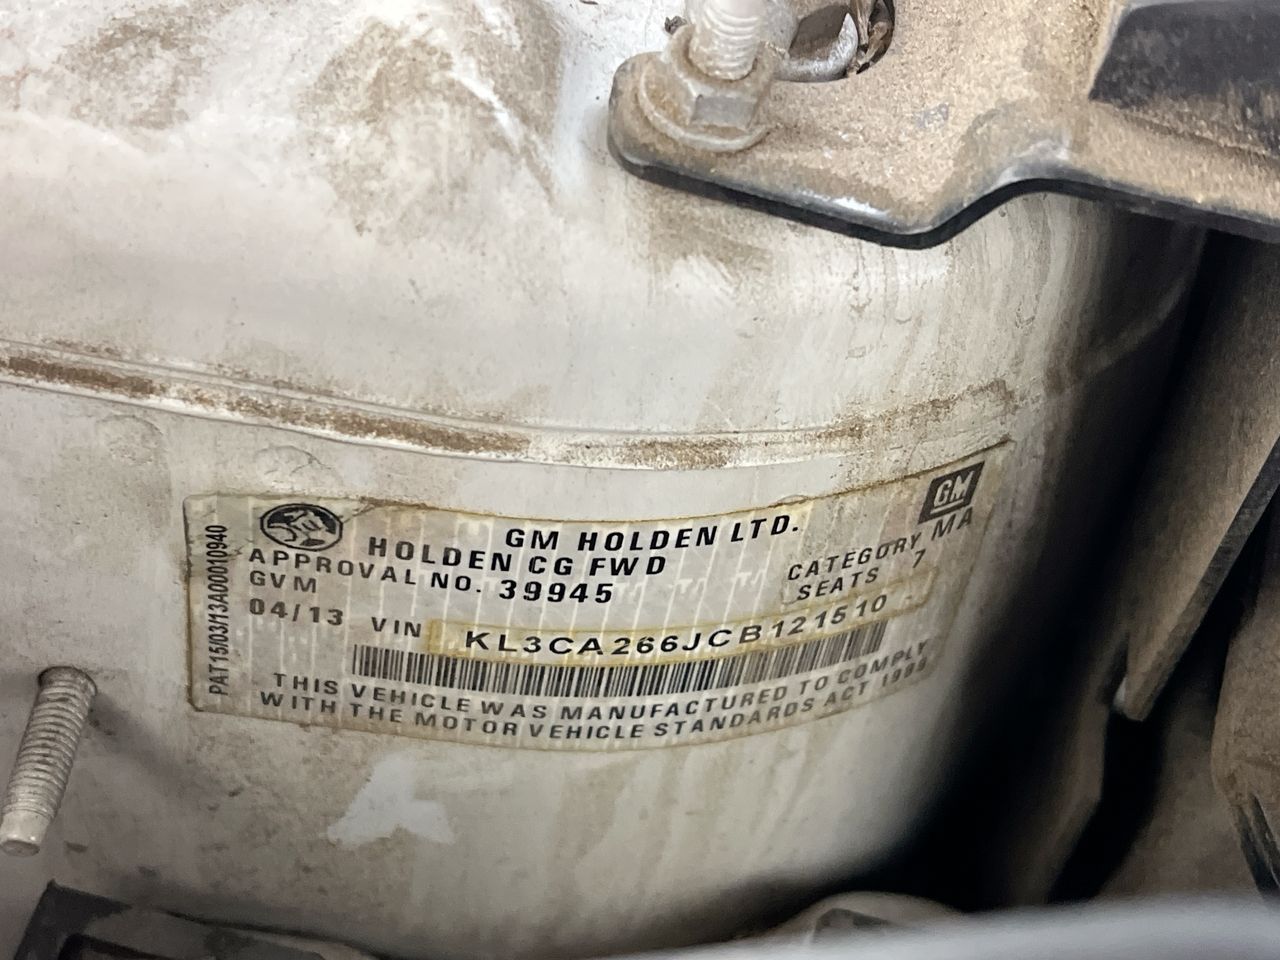 GM HOLDEN LTD.
GM
HOLDEN CG FWD
CATEGORY MA
APPROVAL NO. 39945
SEATS 7
GVM
04/13 VIN KL3CA266JCB121510
THIS VEHICLE WAS MANUFACTURED TO COMPLY
WITH THE MOTOR VEHICLE STANDARDS ACT 1989
PAT15/03/13A00010940